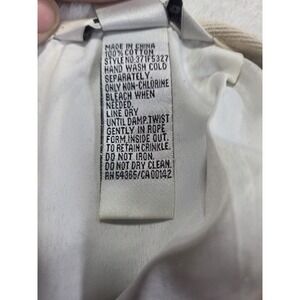 MADE IN CHINA
100% COTTON
STYLE NO:371F5327
HAND WASH COLD
SEPARATELY.
ONLY NON-CHLORINE
BLEACH WHEN
NEEDED.
LINE DRY
UNTIL DAMP.TWIST
GENTLY IN ROPE
FORM.INSIDE OUT.
TO RETAIN CRINKLE.
DO NOT IRON.
DO NOT DRY CLEAN.
RN 54365/CA 00142